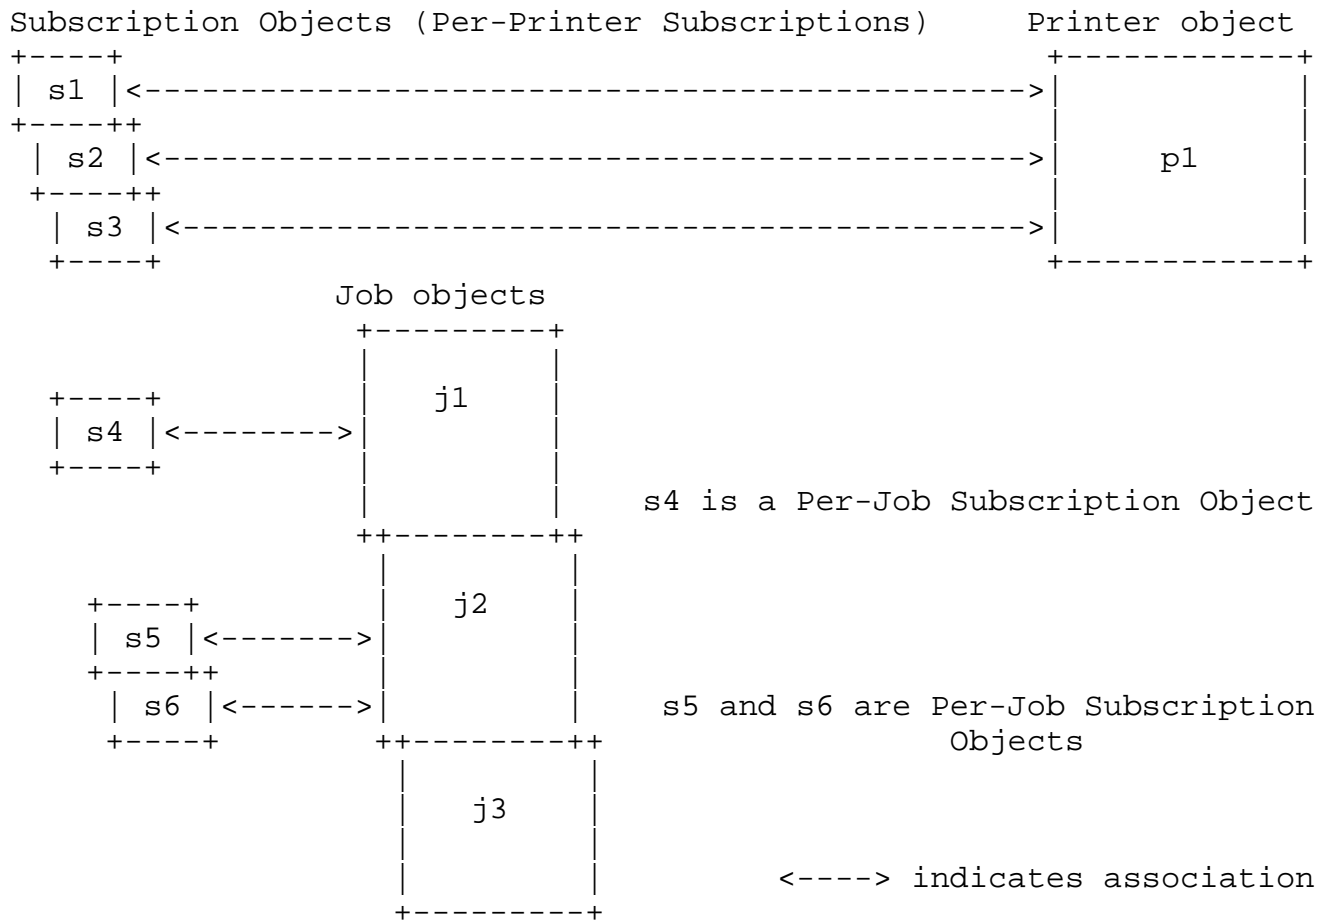 Subscription Objects (Per-Printer Subscriptions)     Printer object
+----+                                                 +-------------+
| s1 |<----------------------------------------------->|             |
+----++                                                |             |
 | s2 |<---------------------------------------------->|     p1      |
 +----++                                               |             |
  | s3 |<--------------------------------------------->|             |
  +----+                                               +-------------+
                 Job objects
                  +---------+
                  |         |
  +----+          |   j1    |
  | s4 |<-------->|         |
  +----+          |         |
                  |         |    s4 is a Per-Job Subscription Object
                  ++--------++
                   |         |
    +----+         |   j2    |
    | s5 |<------->|         |
    +----++        |         |
     | s6 |<------>|         |    s5 and s6 are Per-Job Subscription
     +----+        ++--------++                  Objects
                    |         |
                    |   j3    |
                    |         |
                    |         |         <----> indicates association
                    +---------+